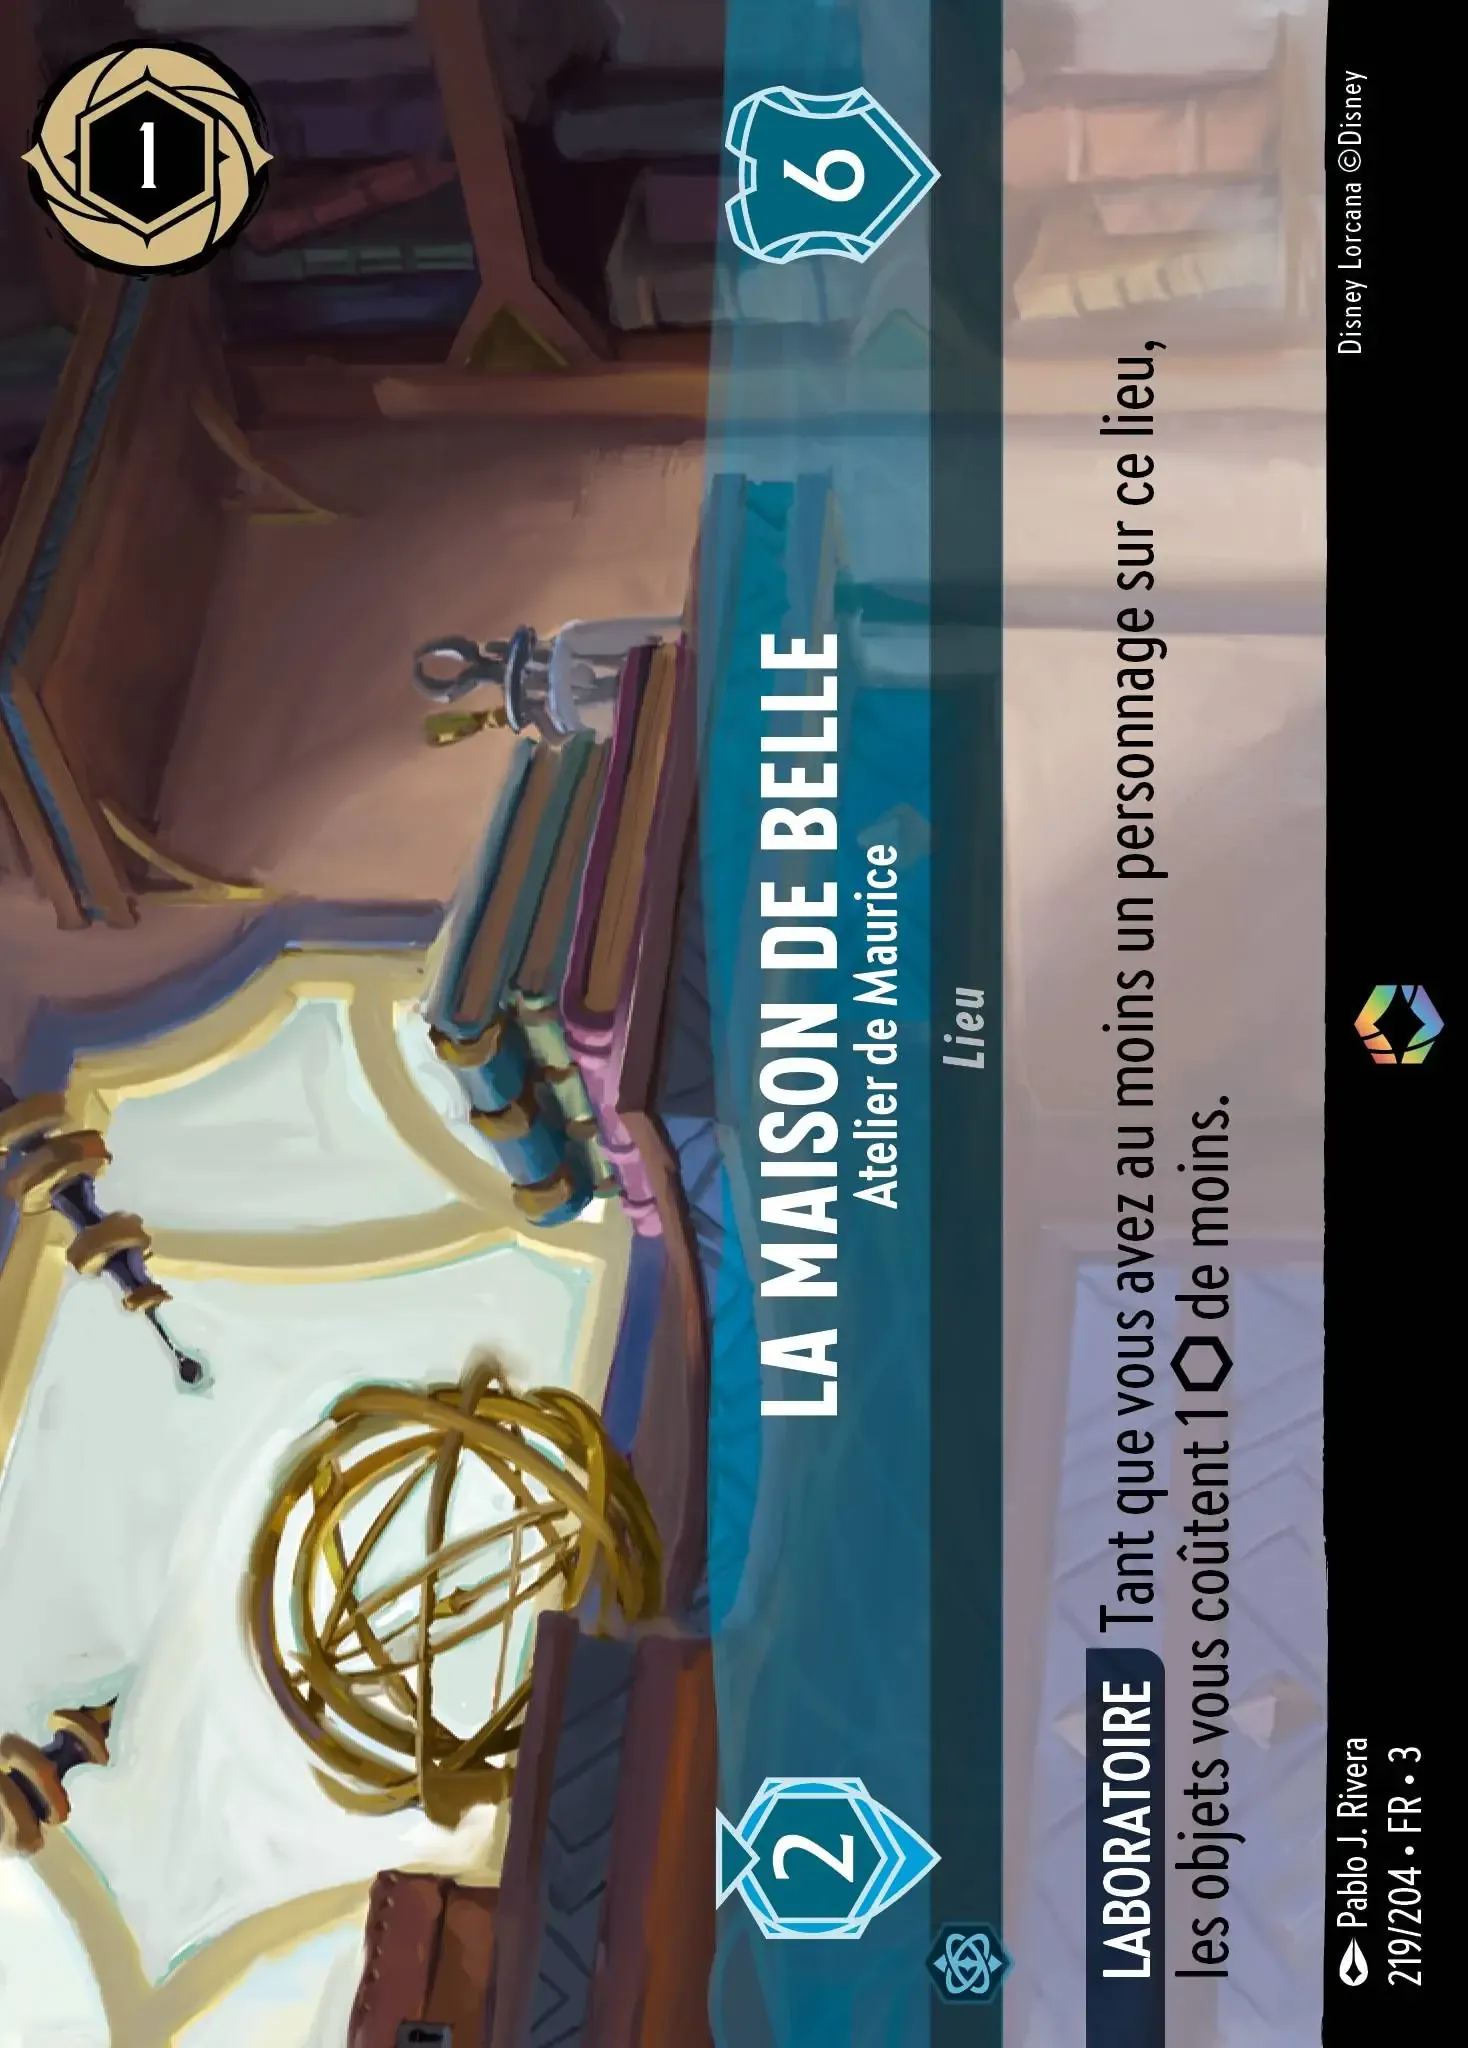 1
2
LA MAISON DE BELLE
6
Atelier de Maurice
Lieu
LABORATOIRE Tant que vous avez au moins un personnage sur ce lieu,
les objets vous coûtent 1 ⬡ de moins.
Pablo J. Rivera
219/204 • FR • 3
Disney Lorcana ©Disney